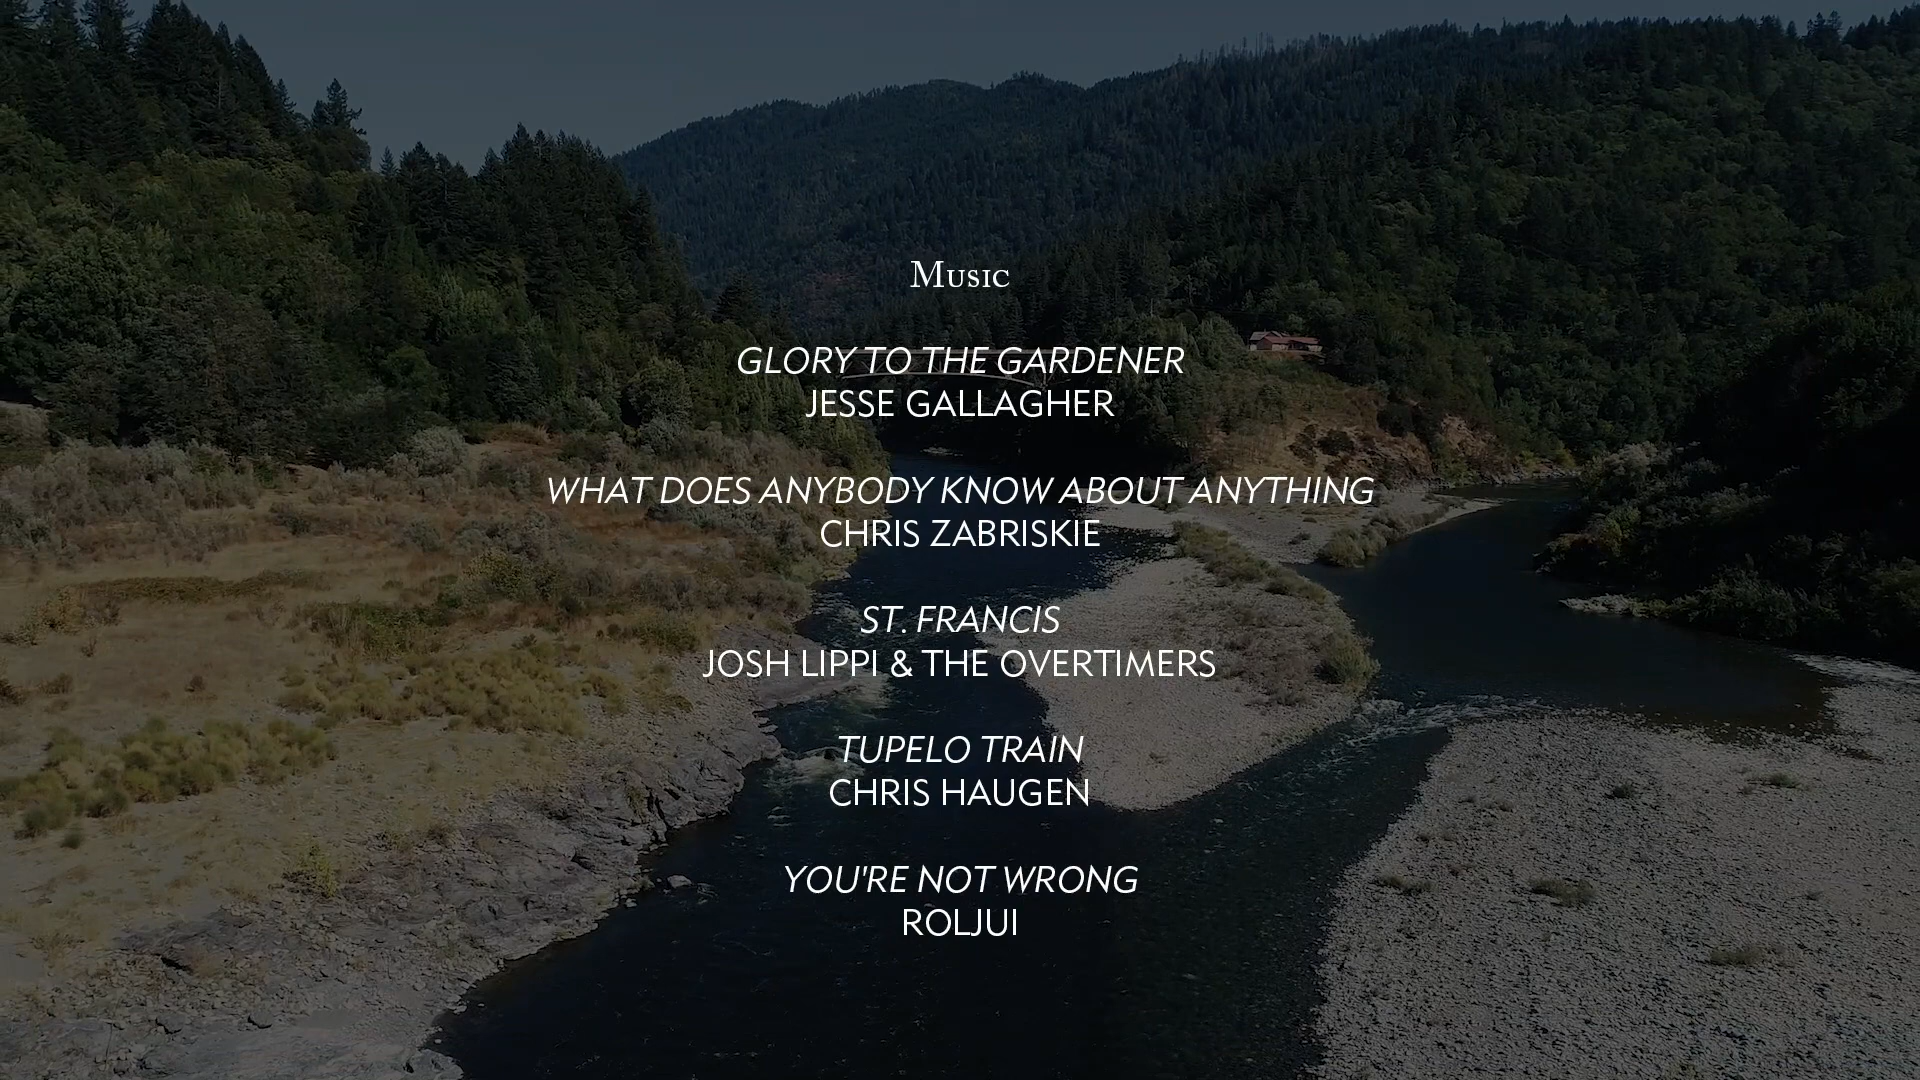 Music
GLORY TO THE GARDENER
JESSE GALLAGHER
WHAT DOES ANYBODY KNOW ABOUT ANYTHING
CHRIS ZABRISKIE
ST. FRANCIS
JOSH LIPPI & THE OVERTIMERS
TUPELO TRAIN
CHRIS HAUGEN
YOU'RE NOT WRONG
ROLJUI